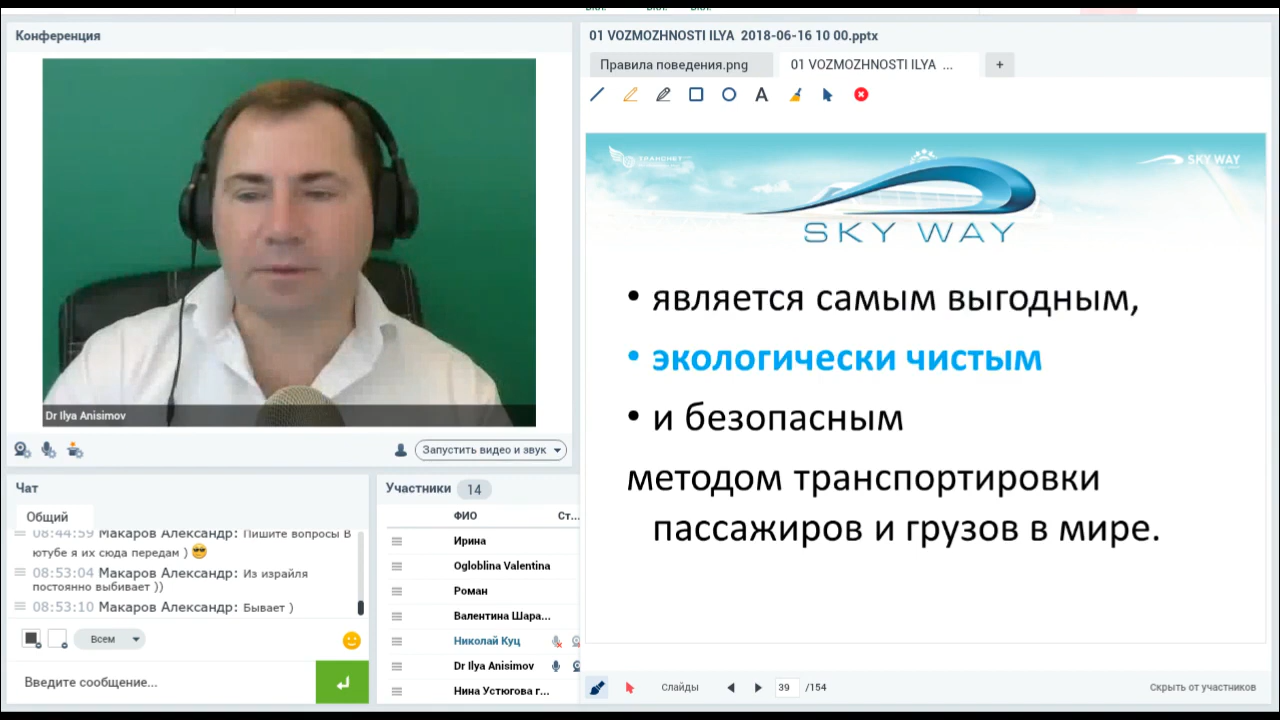 Конференция
Dr Ilya Anisimov
Запустить видео и звук
Чат
Общий
08:44:59 Макаров Александр: Пишите вопросы В
ютубе я их сюда передам )
08:53:04 Макаров Александр: Из израйля
постоянно выбивает ))
08:53:10 Макаров Александр: Бывает )
Всем
Введите сообщение...
Участники 14
ФИО Ст...
Ирина
Ogloblina Valentina
Роман
Валентина Шара...
Николай Куц
Dr Ilya Anisimov
Нина Устюгова г...
01 VOZMOZHNOSTI ILYA 2018-06-16 10 00.pptx
Правила поведения.png
01 VOZMOZHNOSTI ILYA ...
+
A
ТРАНСНЕТ
SKY WAY
SKY WAY
• является самым выгодным,
• экологически чистым
• и безопасным
методом транспортировки
пассажиров и грузов в мире.
Слайды
39 /154
Скрыть от участников